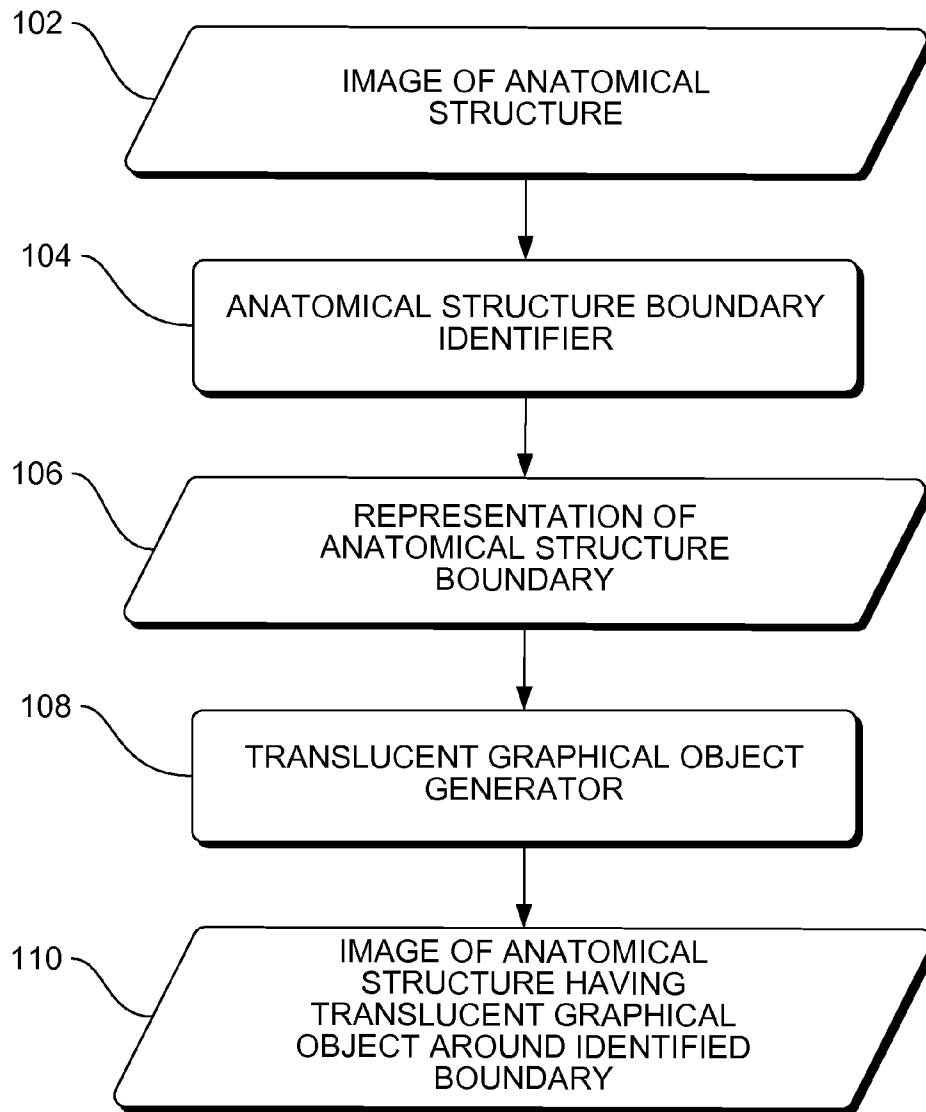 102
IMAGE OF ANATOMICAL
STRUCTURE
104
ANATOMICAL STRUCTURE BOUNDARY
IDENTIFIER
106
REPRESENTATION OF
ANATOMICAL STRUCTURE
BOUNDARY
108
TRANSLUCENT GRAPHICAL OBJECT
GENERATOR
110
IMAGE OF ANATOMICAL
STRUCTURE HAVING
TRANSLUCENT GRAPHICAL
OBJECT AROUND IDENTIFIED
BOUNDARY